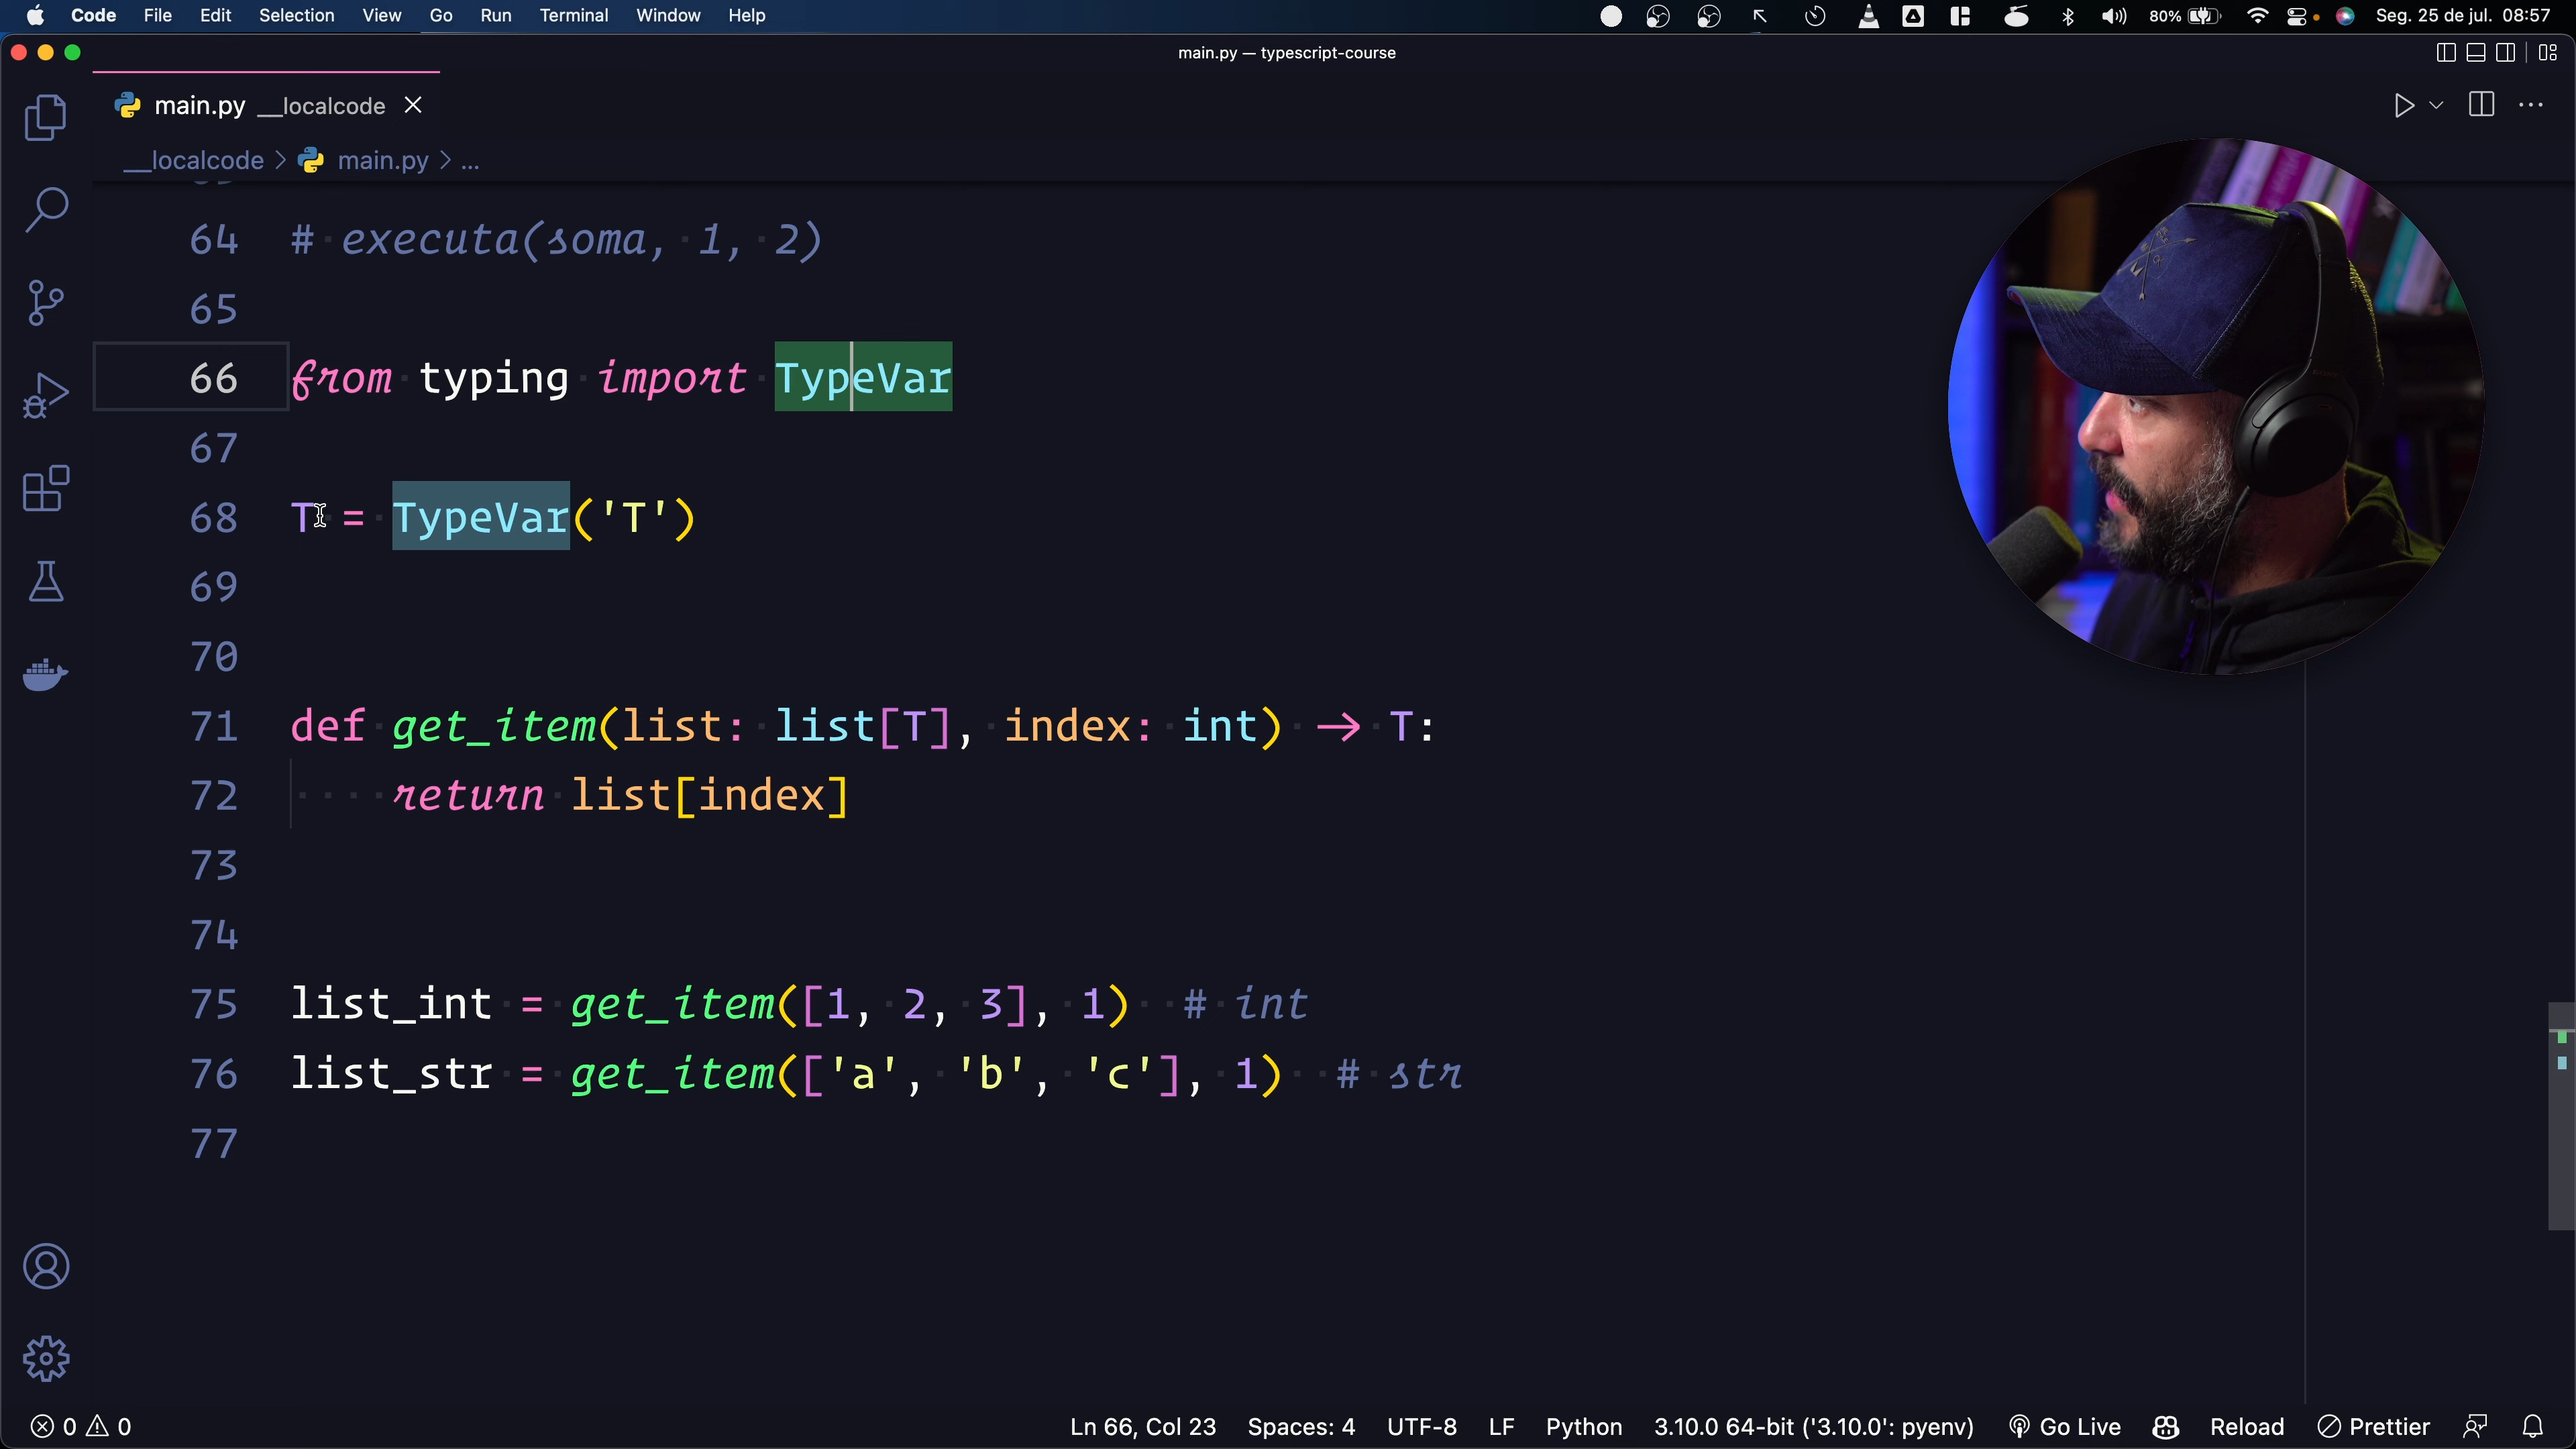 Code File Edit Selection View Go Run Terminal Window Help 80% Seg. 25 de jul. 08:57
main.py — typescript-course
main.py __localcode
__localcode > main.py > ...
64 # executa(soma, 1, 2)
65
66 from typing import TypeVar
67
68 T = TypeVar('T')
69
70
71 def get_item(list: list[T], index: int) -> T:
72 return list[index]
73
74
75 list_int = get_item([1, 2, 3], 1) # int
76 list_str = get_item(['a', 'b', 'c'], 1) # str
77
0 0 Ln 66, Col 23 Spaces: 4 UTF-8 LF Python 3.10.0 64-bit ('3.10.0': pyenv) Go Live Reload Prettier